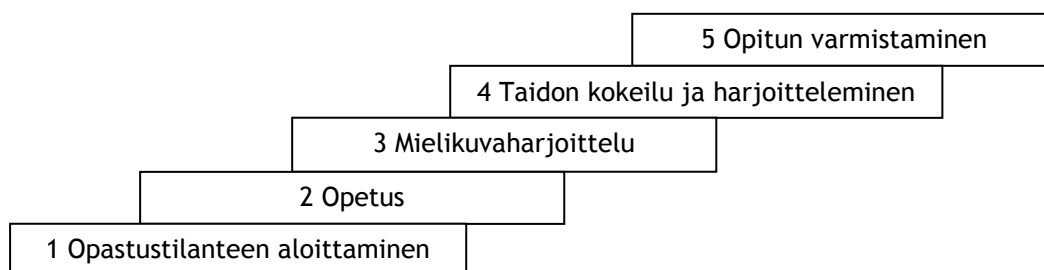 5 Opitun varmistaminen
4 Taidon kokeilu ja harjoitteleminen
3 Mielikuvaharjoittelu
2 Opetus
1 Opastustilanteen aloittaminen